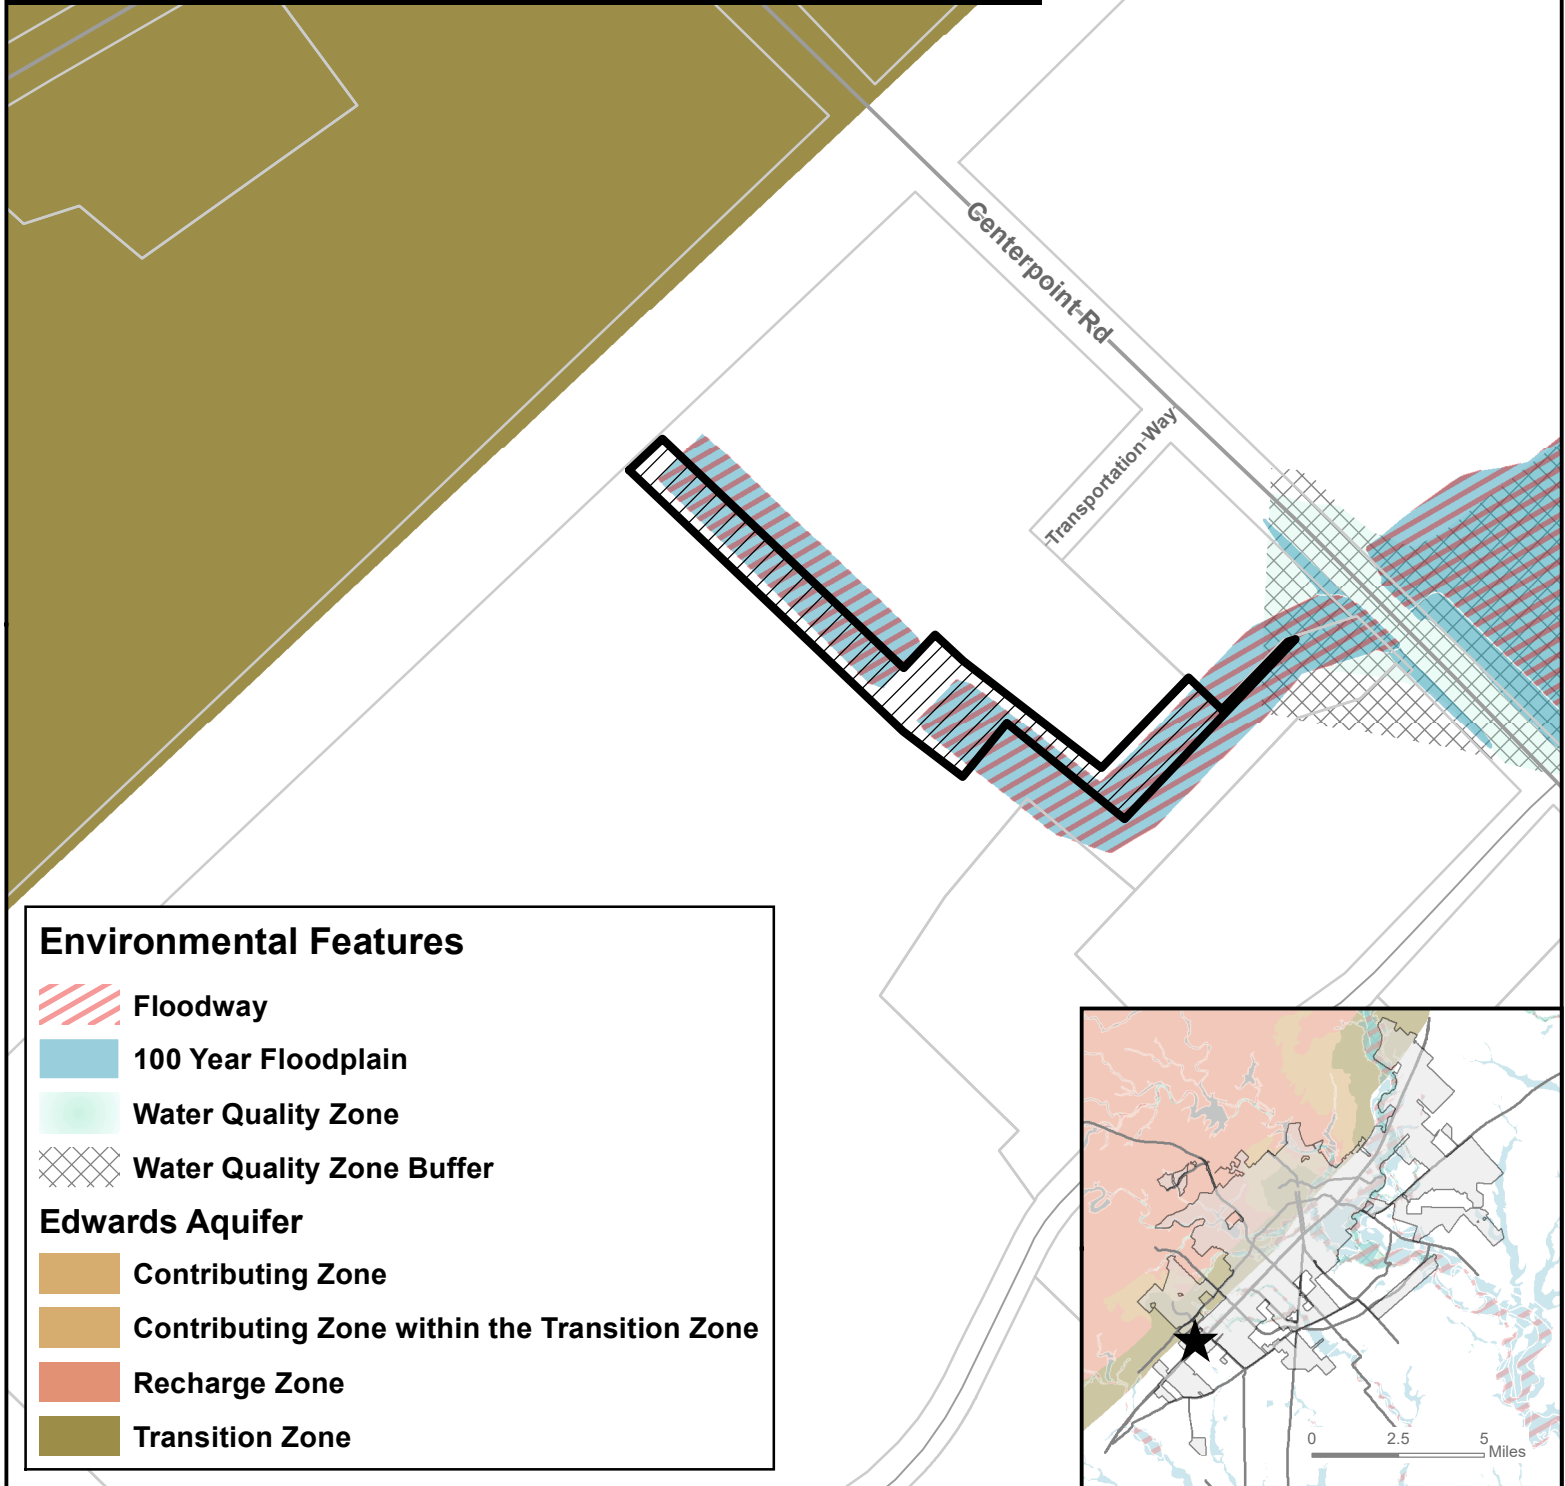 Centerpoint Rd
Transportation Way
Environmental Features
Floodway
100 Year Floodplain
Water Quality Zone
Water Quality Zone Buffer
Edwards Aquifer
Contributing Zone
Contributing Zone within the Transition Zone
Recharge Zone
Transition Zone
0 2.5 5
Miles